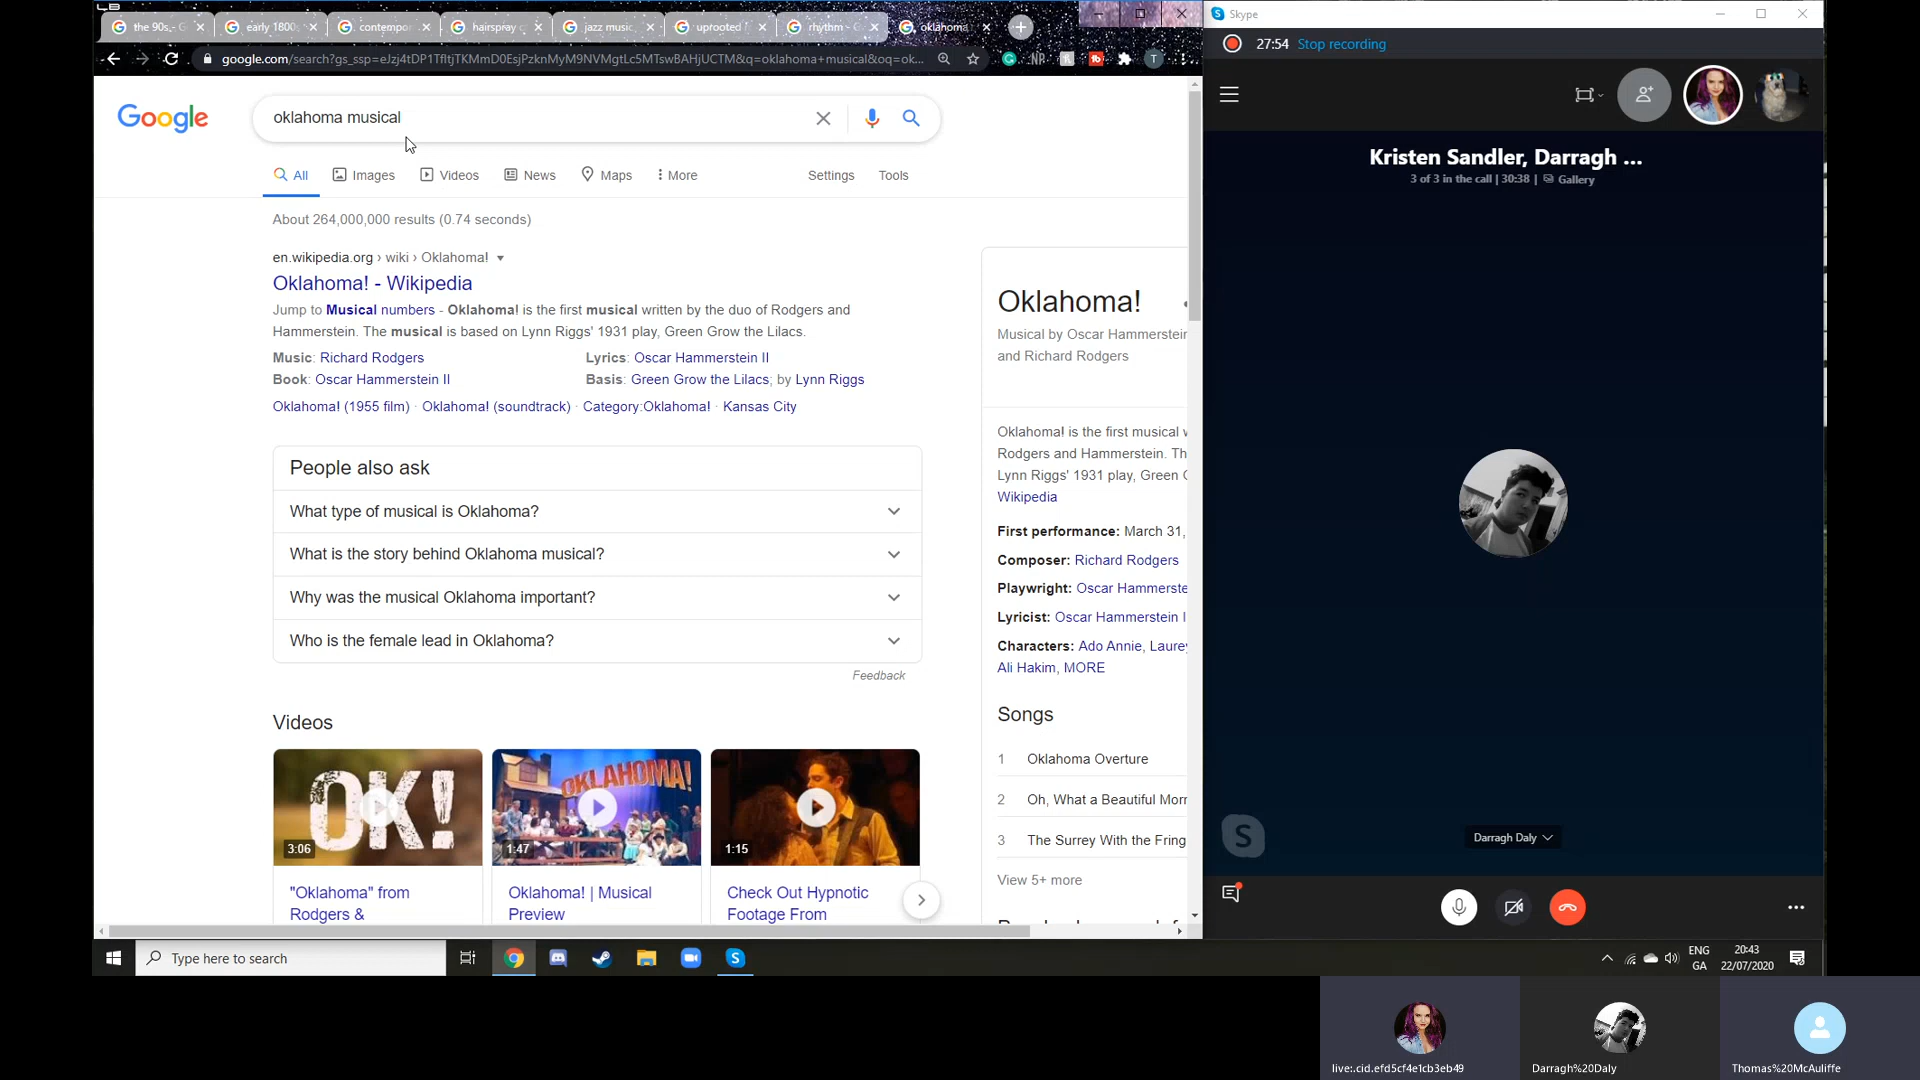 the 90s - G
early 1800s
contempor
hairspray c
jazz music
uprooted
rhythm - G
oklahoma
google.com/search?gs_ssp=eJzj4tDP1TfItjTKMmD0EsjPzknMyM9NVMgtLc5MTswBAHjUCTM&q=oklahoma+musical&oq=ok...
NP
T
Google
oklahoma musical
All
Images
Videos
News
Maps
More
Settings
Tools
About 264,000,000 results (0.74 seconds)
en.wikipedia.org › wiki › Oklahoma!
Oklahoma! - Wikipedia
Jump to Musical numbers - Oklahoma! is the first musical written by the duo of Rodgers and
Hammerstein. The musical is based on Lynn Riggs' 1931 play, Green Grow the Lilacs.
Music: Richard Rodgers
Lyrics: Oscar Hammerstein II
Book: Oscar Hammerstein II
Basis: Green Grow the Lilacs; by Lynn Riggs
Oklahoma! (1955 film) · Oklahoma! (soundtrack) · Category:Oklahoma! · Kansas City
People also ask
What type of musical is Oklahoma?
What is the story behind Oklahoma musical?
Why was the musical Oklahoma important?
Who is the female lead in Oklahoma?
Feedback
Videos
OK!
3:06
OKLAHOMA!
1:47
1:15
"Oklahoma" from
Rodgers &
Oklahoma! | Musical
Preview
Check Out Hypnotic
Footage From
Oklahoma!
Musical by Oscar Hammerstein
and Richard Rodgers
Oklahoma! is the first musical w
Rodgers and Hammerstein. Th
Lynn Riggs' 1931 play, Green G
Wikipedia
First performance: March 31,
Composer: Richard Rodgers
Playwright: Oscar Hammerste
Lyricist: Oscar Hammerstein I
Characters: Ado Annie, Laurey
Ali Hakim, MORE
Songs
1 Oklahoma Overture
2 Oh, What a Beautiful Morn
3 The Surrey With the Fring
View 5+ more
Skype
27:54 Stop recording
Kristen Sandler, Darragh ...
3 of 3 in the call | 30:38 | Gallery
Darragh Daly
Type here to search
ENG
GA
20:43
22/07/2020
live:.cid.efd5cf4e1cb3eb49
Darragh%20Daly
Thomas%20McAuliffe